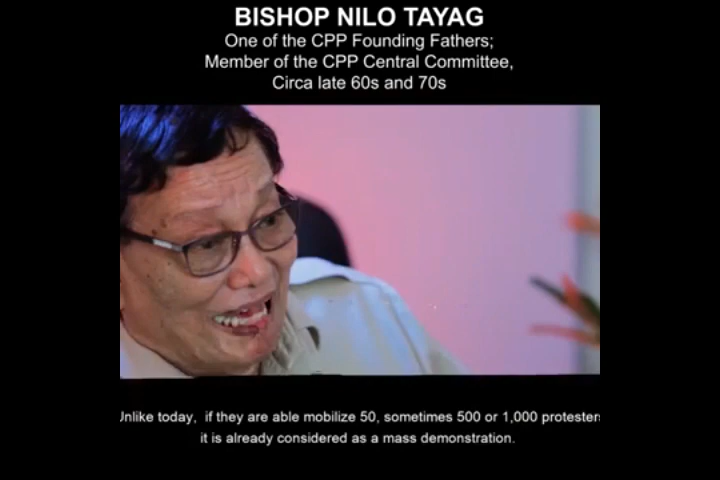 BISHOP NILO TAYAG
One of the CPP Founding Fathers;
Member of the CPP Central Committee,
Circa late 60s and 70s
Unlike today, if they are able mobilize 50, sometimes 500 or 1,000 protesters
it is already considered as a mass demonstration.